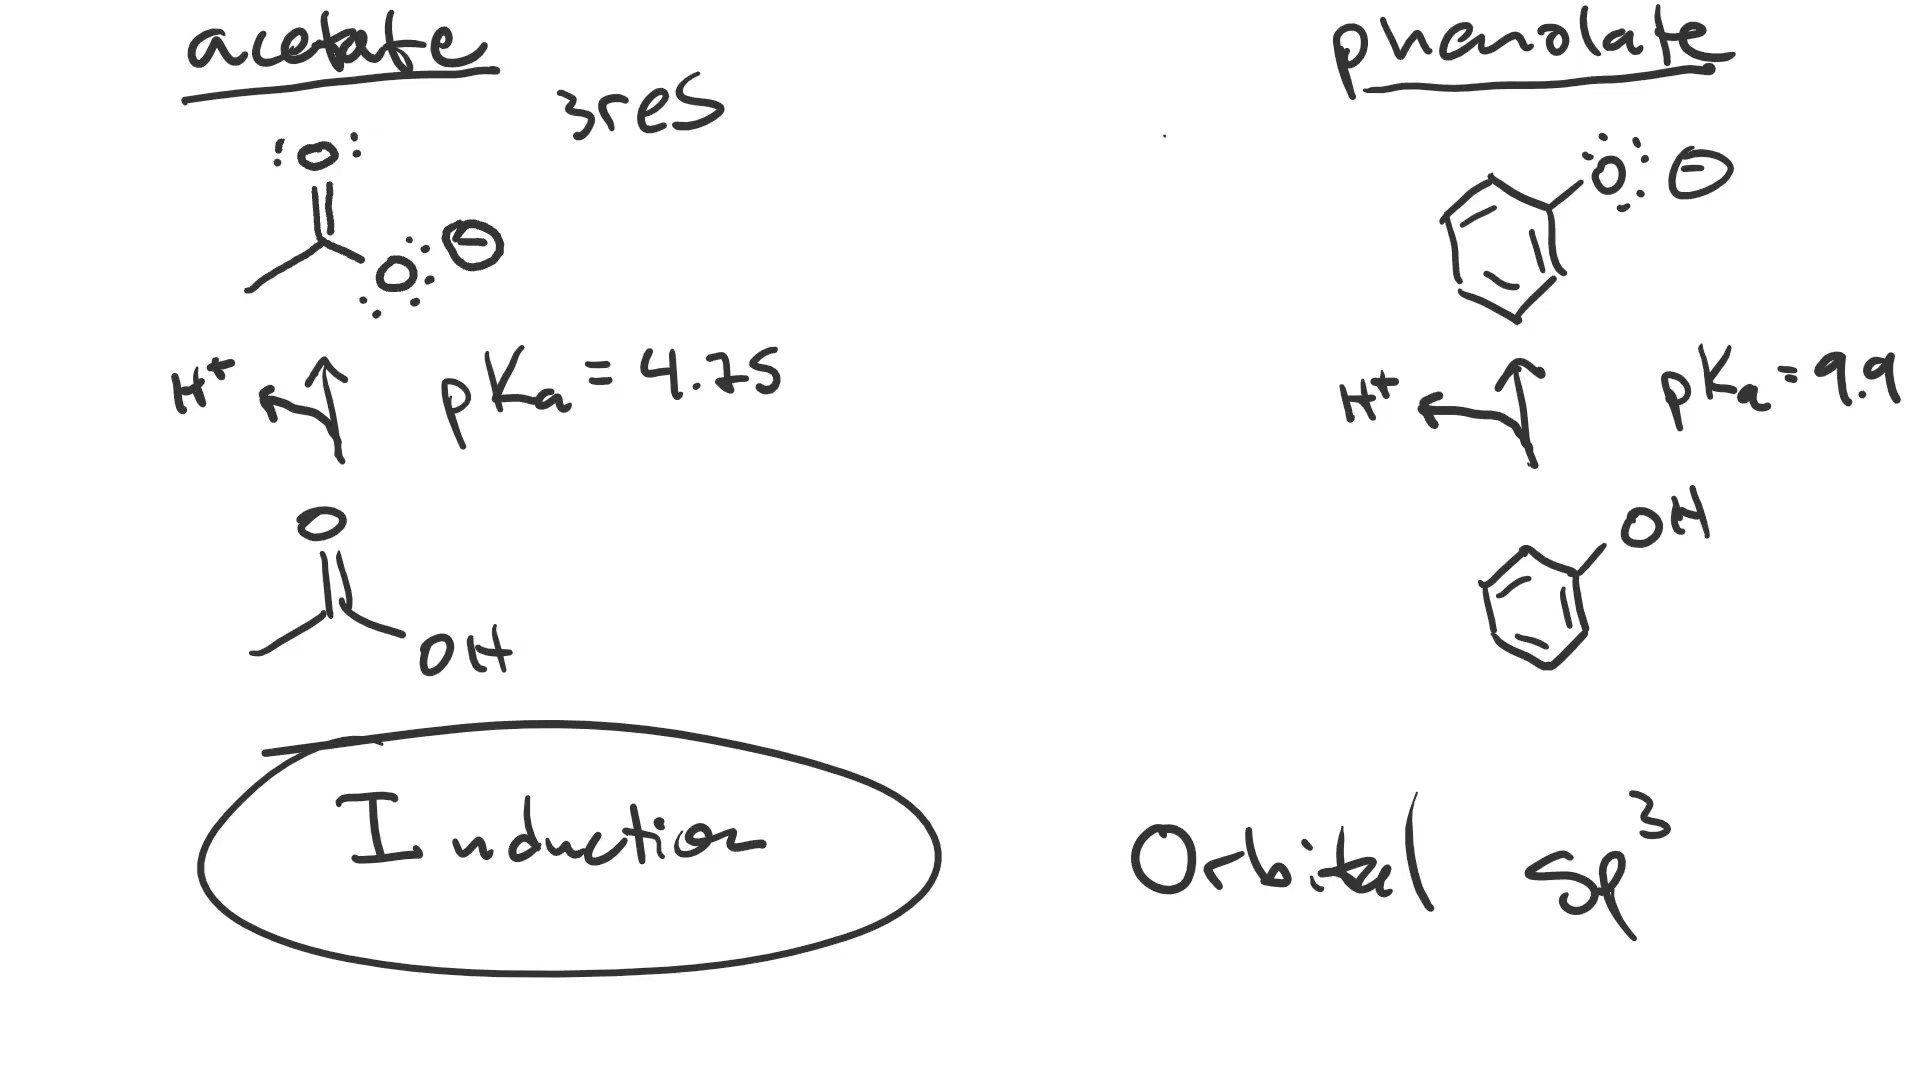 acetate
3res
:O:
O ⊖
H+ pKa = 4.75
O
OH
Induction
phenolate
O ⊖
H+ pKa = 9.9
OH
Orbital sp³